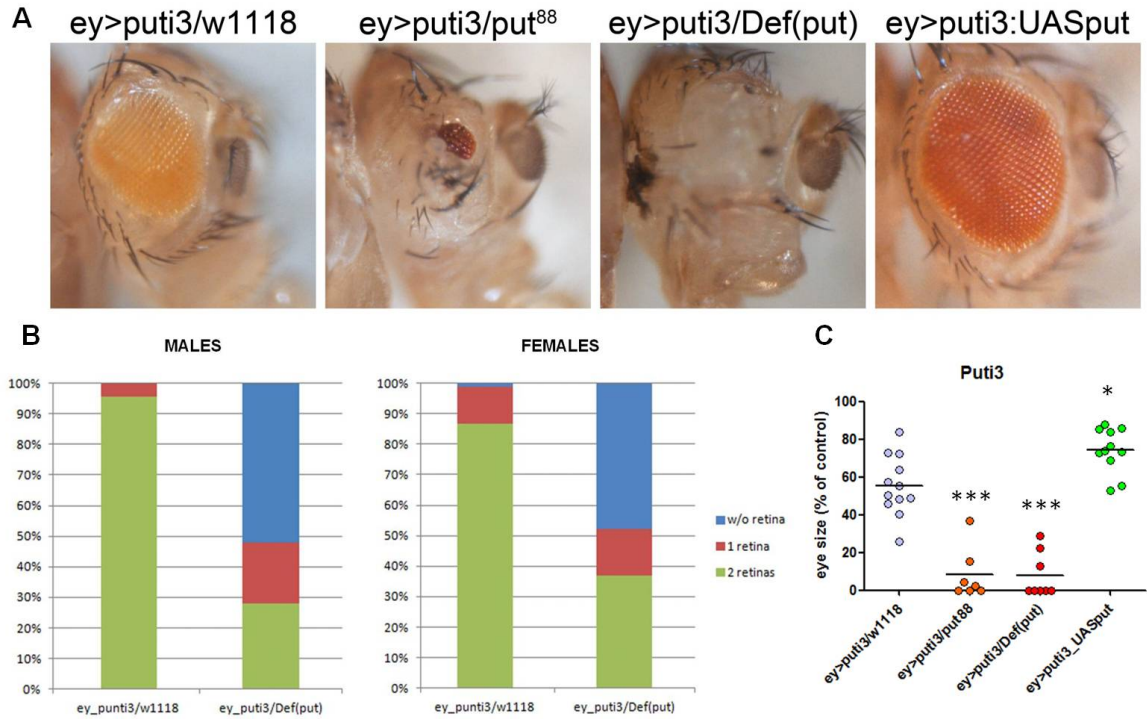 A
ey>puti3/w1118
ey>puti3/put88
ey>puti3/Def(put)
ey>puti3:UASput
B
MALES
100%
90%
80%
70%
60%
50%
40%
30%
20%
10%
0%
ey_punti3/w1118
ey_puti3/Def(put)
FEMALES
100%
90%
80%
70%
60%
50%
40%
30%
20%
10%
0%
ey_punti3/w1118
ey_puti3/Def(put)
w/o retina
1 retina
2 retinas
C
Puti3
eye size (% of control)
100
80
60
40
20
0
***
***
*
ey>puti3/w1118
ey>puti3/put88
ey>puti3/Def(put)
ey>puti3_UASput